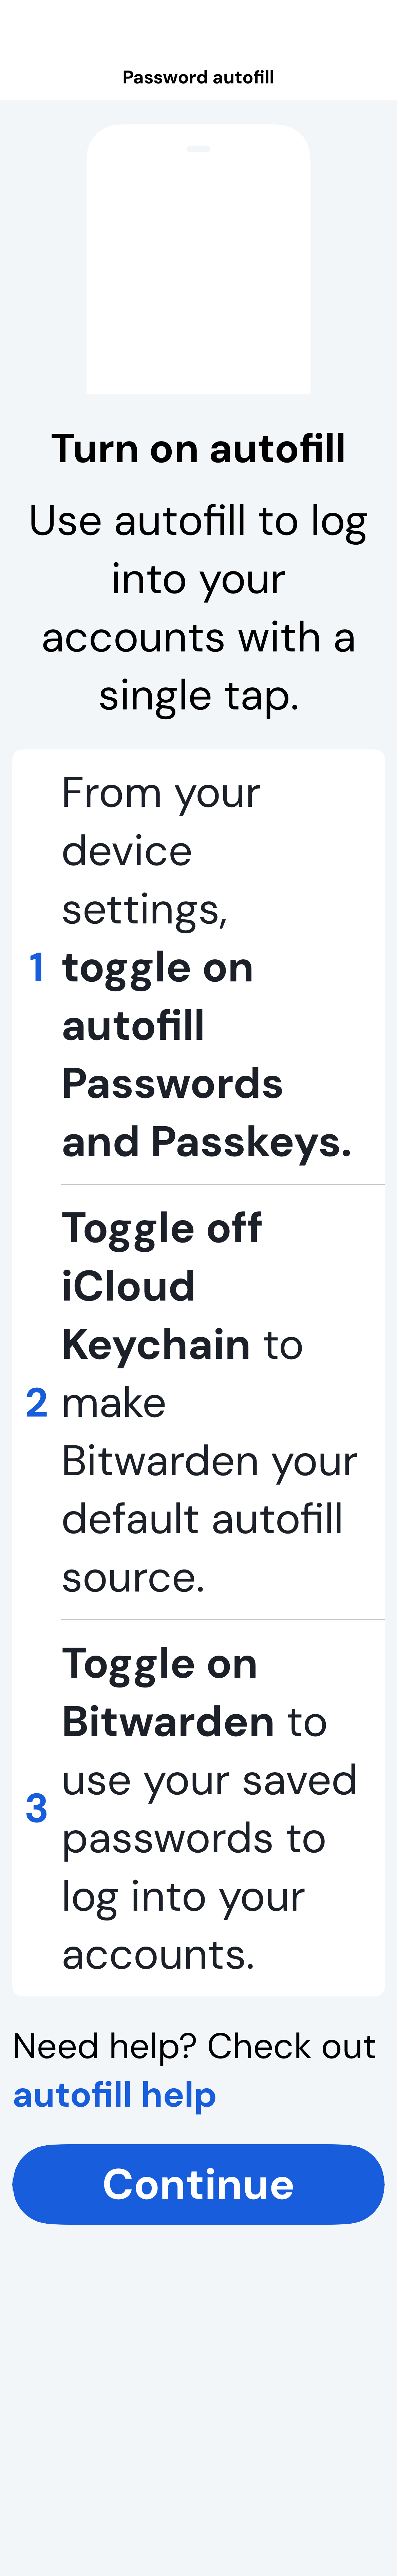 Password autofill
Turn on autofill
Use autofill to log
into your
accounts with a
single tap.
From your
device
settings,
1 toggle on
autofill
Passwords
and Passkeys.
Toggle off
iCloud
Keychain to
2 make
Bitwarden your
default autofill
source.
Toggle on
Bitwarden to
use your saved
3 passwords to
log into your
accounts.
Need help? Check out
autofill help
Continue